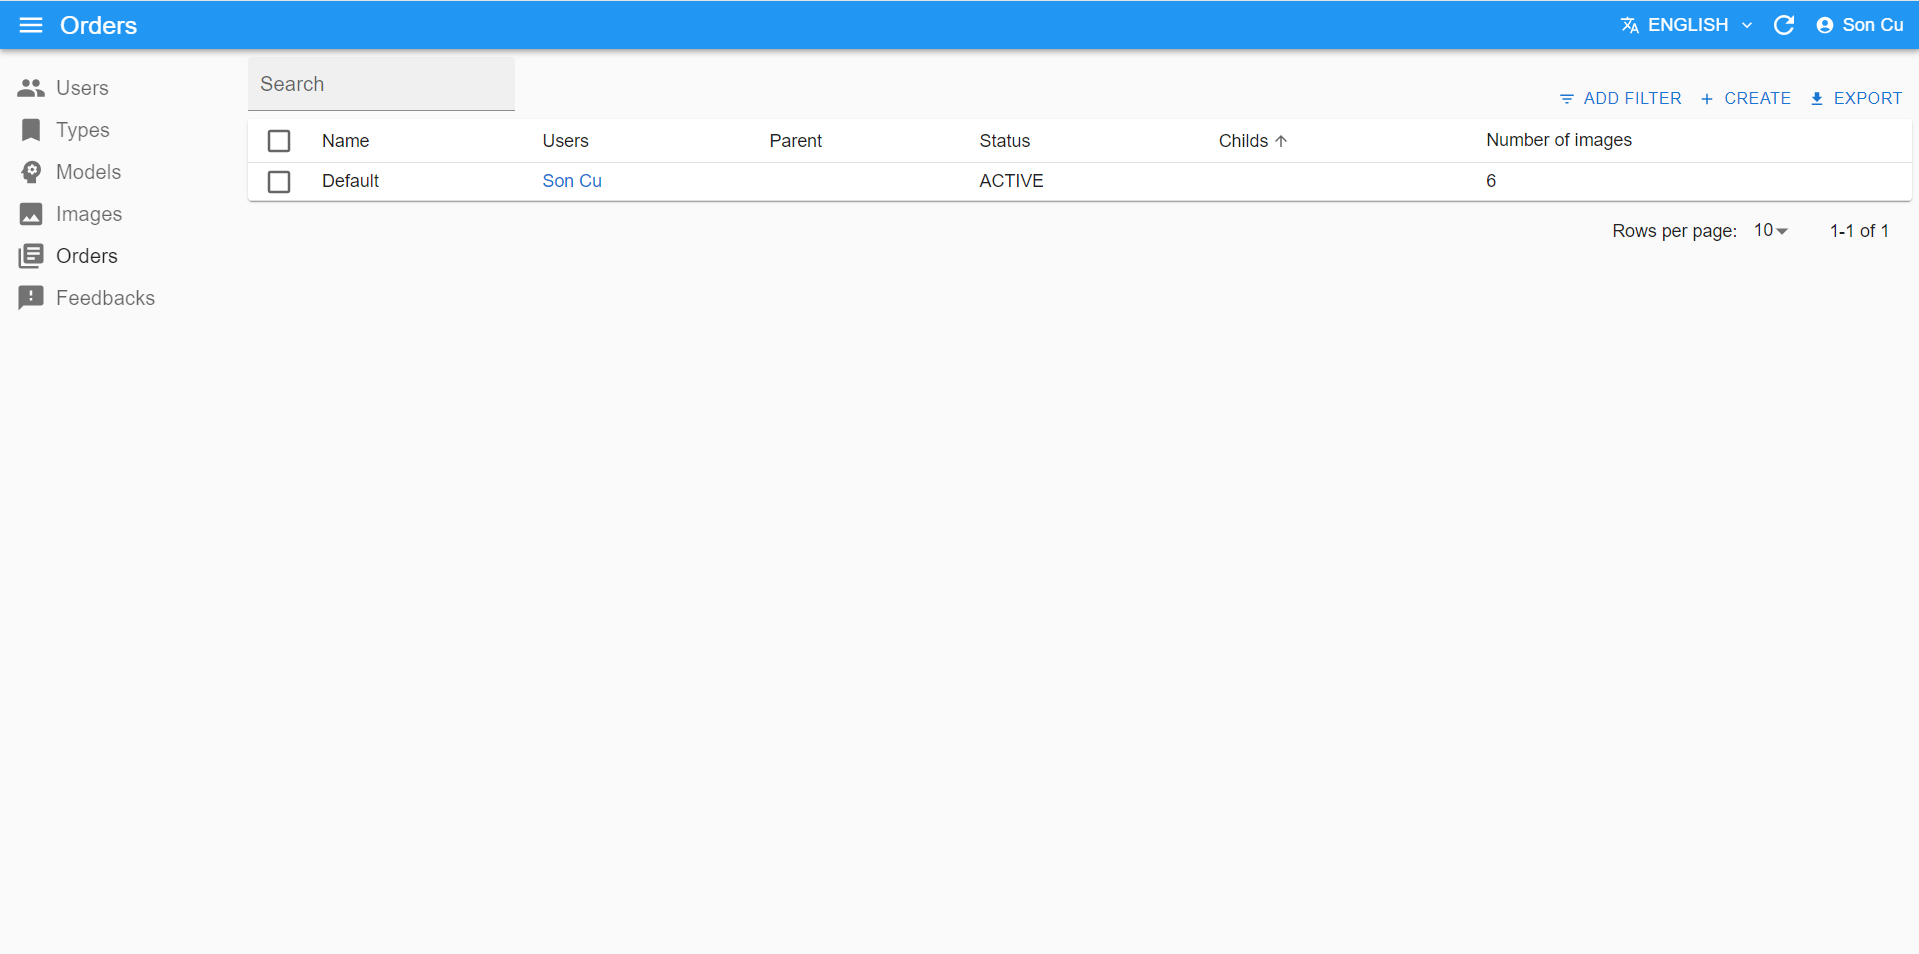 Orders
ENGLISH
Son Cu
Users
Types
Models
Images
Orders
Feedbacks
Search
ADD FILTER
CREATE
EXPORT
Name Users Parent Status Childs Number of images
Default Son Cu ACTIVE 6
Rows per page: 10 1-1 of 1